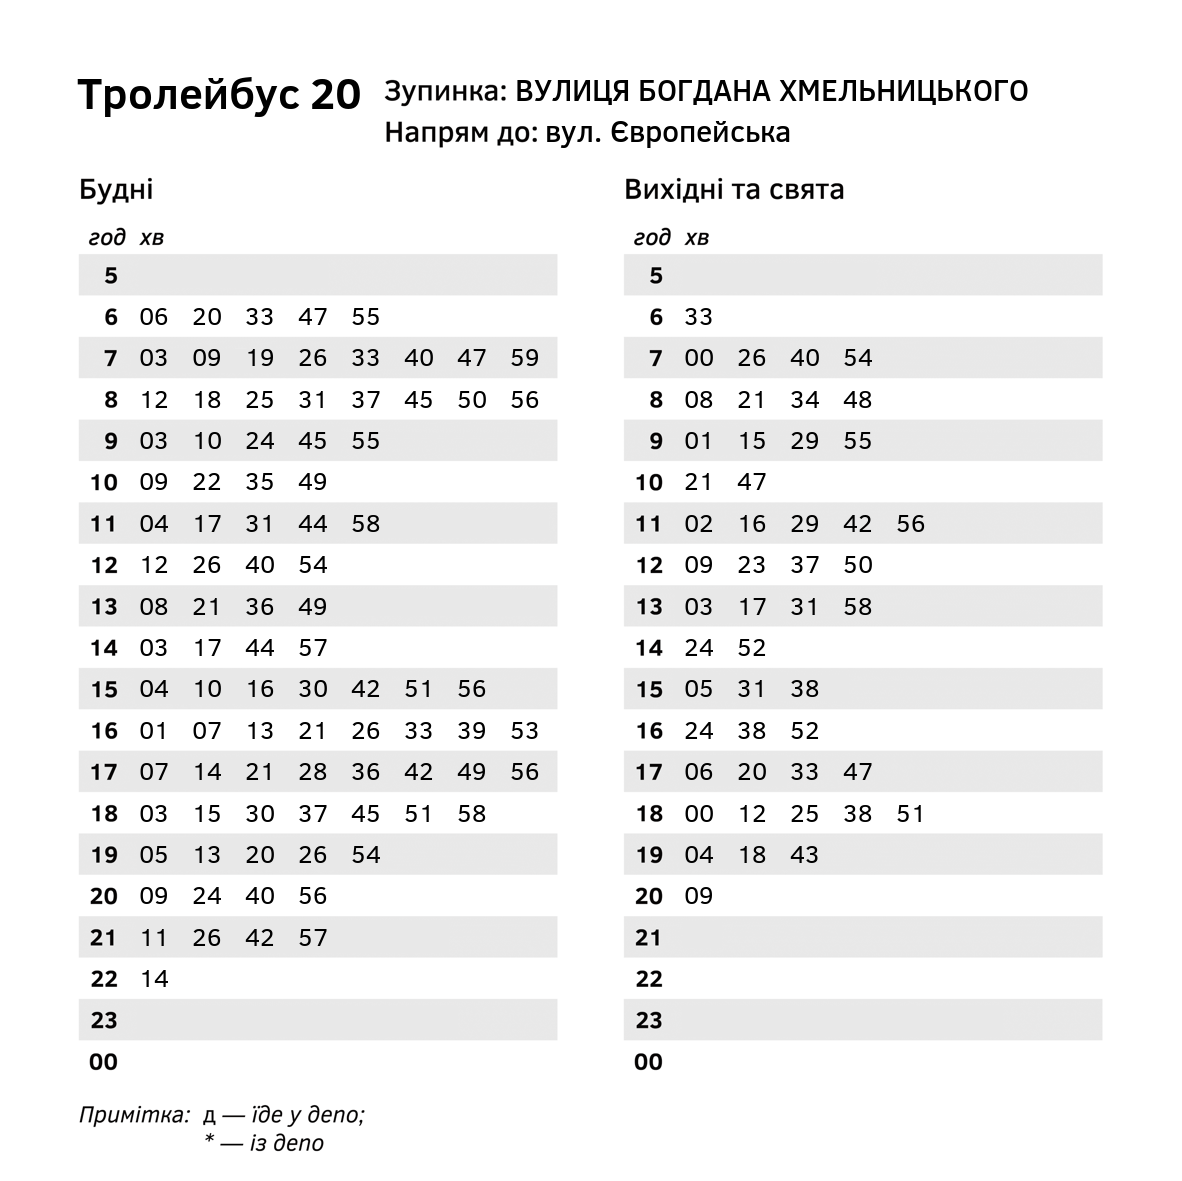 Тролейбус 20
Зупинка: ВУЛИЦЯ БОГДАНА ХМЕЛЬНИЦЬКОГО
Напрям до: вул. Європейська
Будні
год хв
5
6 06 20 33 47 55
7 03 09 19 26 33 40 47 59
8 12 18 25 31 37 45 50 56
9 03 10 24 45 55
10 09 22 35 49
11 04 17 31 44 58
12 12 26 40 54
13 08 21 36 49
14 03 17 44 57
15 04 10 16 30 42 51 56
16 01 07 13 21 26 33 39 53
17 07 14 21 28 36 42 49 56
18 03 15 30 37 45 51 58
19 05 13 20 26 54
20 09 24 40 56
21 11 26 42 57
22 14
23
00
Вихідні та свята
год хв
5
6 33
7 00 26 40 54
8 08 21 34 48
9 01 15 29 55
10 21 47
11 02 16 29 42 56
12 09 23 37 50
13 03 17 31 58
14 24 52
15 05 31 38
16 24 38 52
17 06 20 33 47
18 00 12 25 38 51
19 04 18 43
20 09
21
22
23
00
Примітка: д — їде у депо;
* — із депо